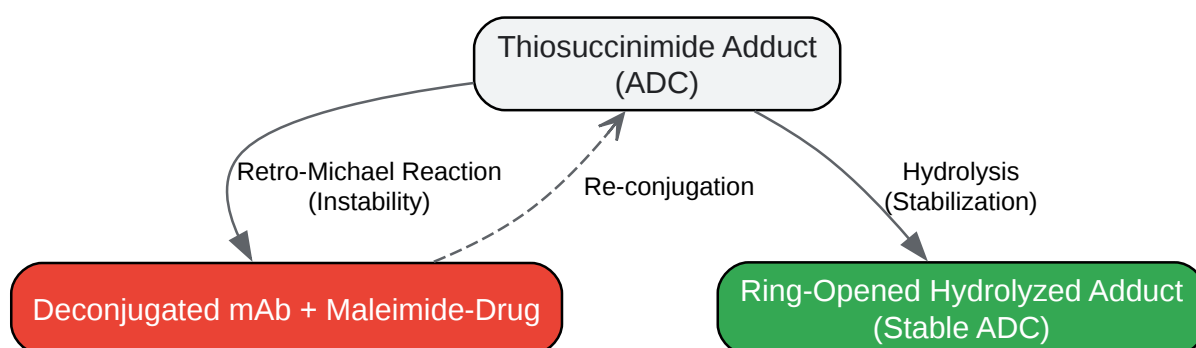 Thiosuccinimide Adduct
(ADC)
Retro-Michael Reaction
(Instability)
Re-conjugation
Hydrolysis
(Stabilization)
Deconjugated mAb + Maleimide-Drug
Ring-Opened Hydrolyzed Adduct
(Stable ADC)